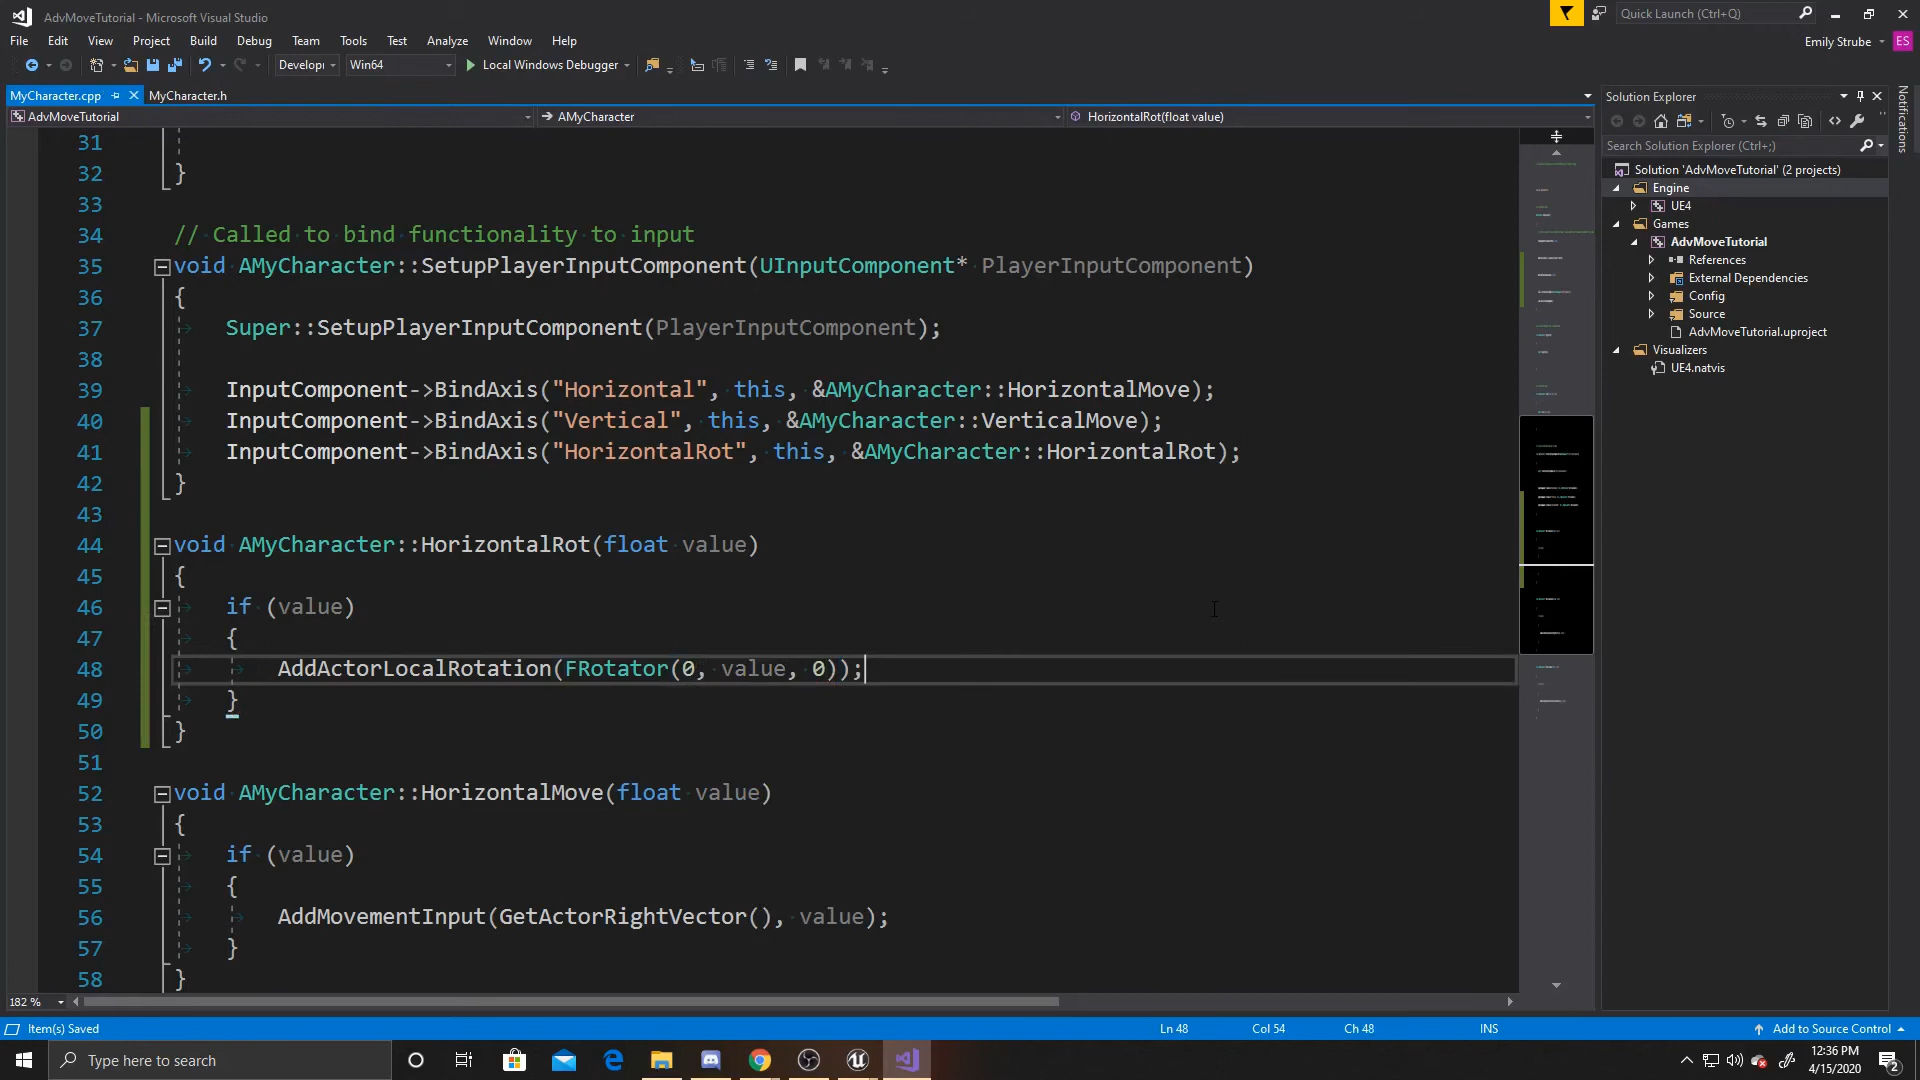 AdvMoveTutorial - Microsoft Visual Studio
Quick Launch (Ctrl+Q)
File Edit View Project Build Debug Team Tools Test Analyze Window Help
Emily Strube ES
Developi Win64 Local Windows Debugger
MyCharacter.cpp MyCharacter.h
AdvMoveTutorial AMyCharacter HorizontalRot(float value)
31
32 }
33
34 // Called to bind functionality to input
35 void AMyCharacter::SetupPlayerInputComponent(UInputComponent* PlayerInputComponent)
36 {
37 Super::SetupPlayerInputComponent(PlayerInputComponent);
38
39 InputComponent->BindAxis("Horizontal", this, &AMyCharacter::HorizontalMove);
40 InputComponent->BindAxis("Vertical", this, &AMyCharacter::VerticalMove);
41 InputComponent->BindAxis("HorizontalRot", this, &AMyCharacter::HorizontalRot);
42 }
43
44 void AMyCharacter::HorizontalRot(float value)
45 {
46 if (value)
47 {
48 AddActorLocalRotation(FRotator(0, value, 0));
49 }
50 }
51
52 void AMyCharacter::HorizontalMove(float value)
53 {
54 if (value)
55 {
56 AddMovementInput(GetActorRightVector(), value);
57 }
58 }
182 %
Solution Explorer
Search Solution Explorer (Ctrl+;)
Solution 'AdvMoveTutorial' (2 projects)
Engine
UE4
Games
AdvMoveTutorial
References
External Dependencies
Config
Source
AdvMoveTutorial.uproject
Visualizers
UE4.natvis
Notifications
Item(s) Saved Ln 48 Col 54 Ch 48 INS Add to Source Control
Type here to search
12:36 PM
4/15/2020
2